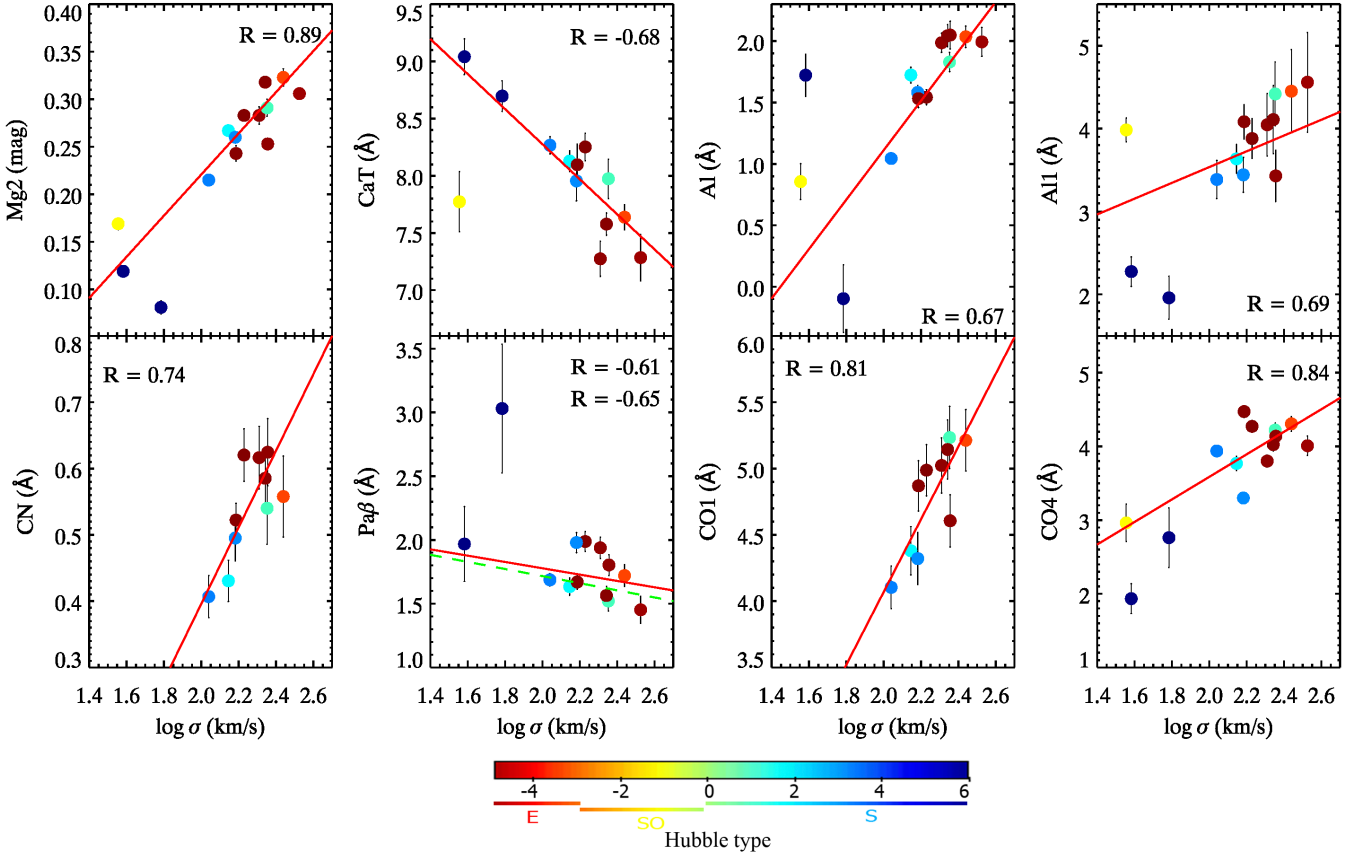 0.40
0.35
0.30
0.25
0.20
0.15
0.10
Mg2 (mag)
R = 0.89
9.5
9.0
8.5
8.0
7.5
7.0
CaT (Å)
R = -0.68
2.0
1.5
1.0
0.5
0.0
Al (Å)
R = 0.67
5
4
3
2
Al1 (Å)
R = 0.69
0.8
0.7
0.6
0.5
0.4
0.3
CN (Å)
R = 0.74
1.4 1.6 1.8 2.0 2.2 2.4 2.6
log σ (km/s)
3.5
3.0
2.5
2.0
1.5
1.0
Paβ (Å)
R = -0.61
R = -0.65
1.4 1.6 1.8 2.0 2.2 2.4 2.6
log σ (km/s)
6.0
5.5
5.0
4.5
4.0
3.5
CO1 (Å)
R = 0.81
1.4 1.6 1.8 2.0 2.2 2.4 2.6
log σ (km/s)
5
4
3
2
1
CO4 (Å)
R = 0.84
1.4 1.6 1.8 2.0 2.2 2.4 2.6
log σ (km/s)
-4 -2 0 2 4 6
E SO S
Hubble type